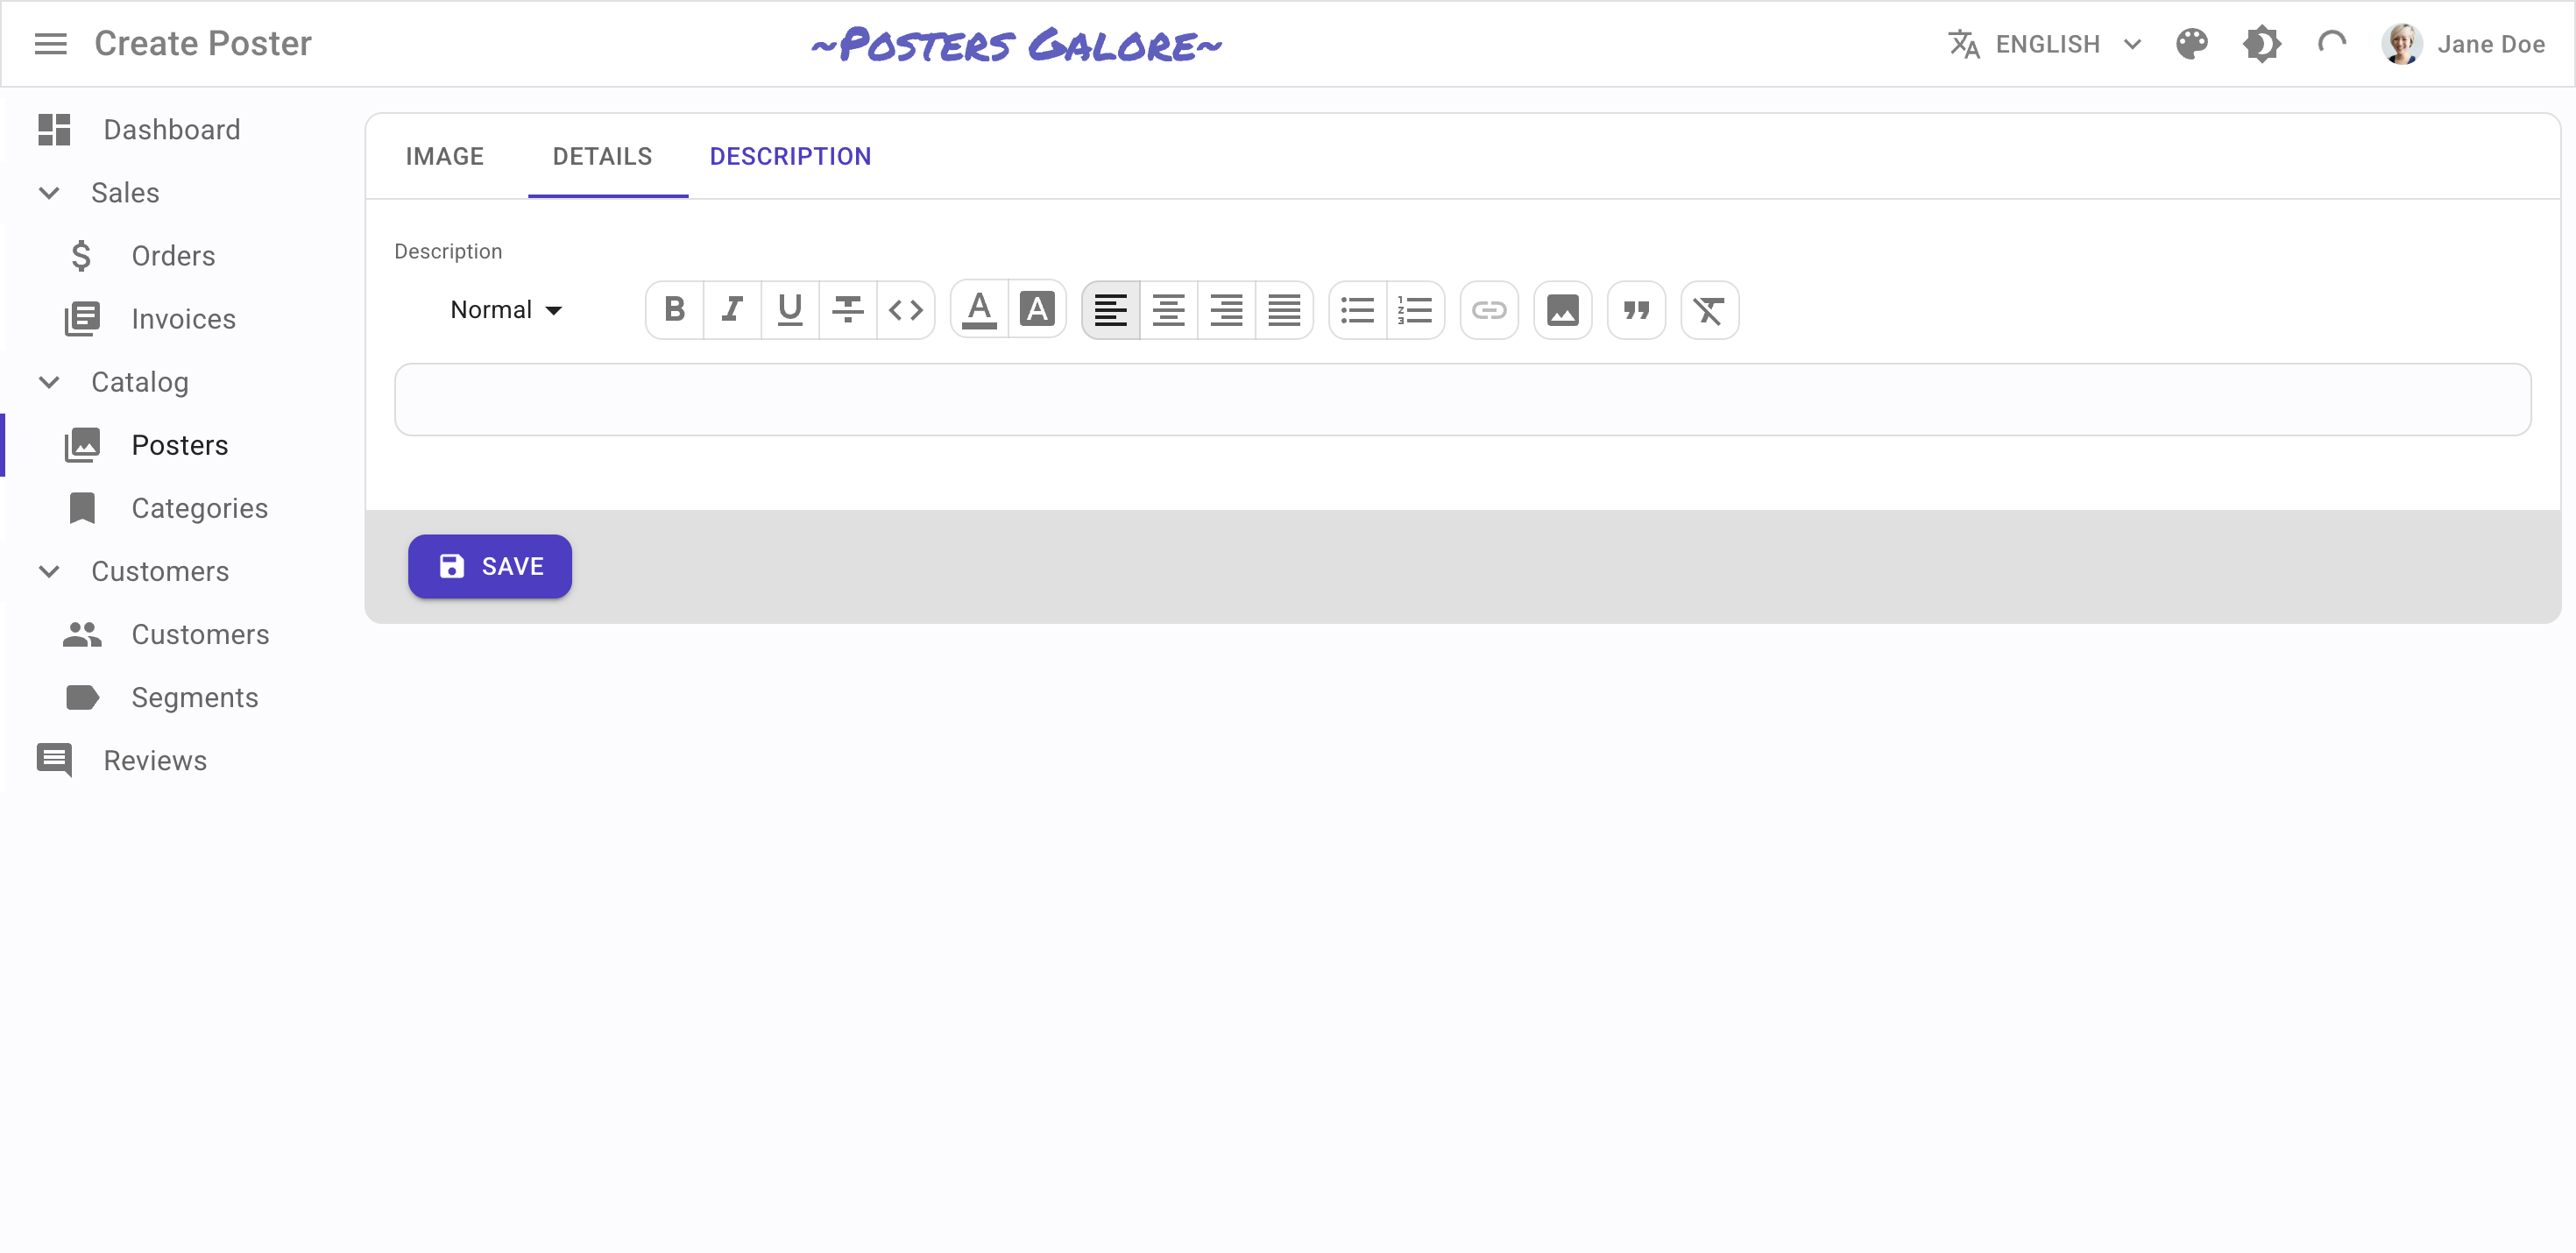 Create Poster
~Posters Galore~
ENGLISH
Jane Doe
Dashboard
Sales
Orders
Invoices
Catalog
Posters
Categories
Customers
Customers
Segments
Reviews
IMAGE DETAILS DESCRIPTION
Description
Normal
SAVE